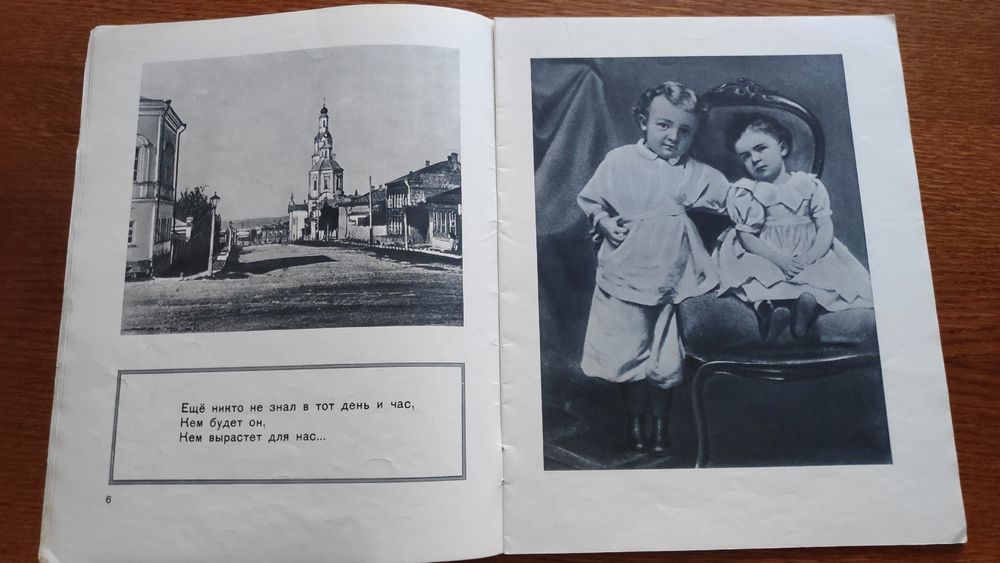 Ещё никто не знал в тот день и час,
Кем будет он,
Кем вырастет для нас...
6